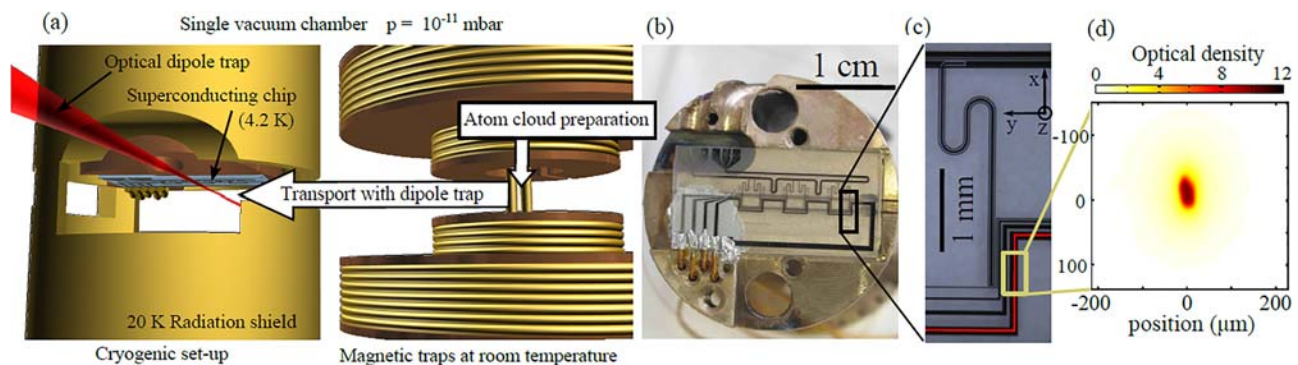 (a)
Single vacuum chamber p = 10⁻¹¹ mbar
Optical dipole trap
Superconducting chip
(4.2 K)
Atom cloud preparation
Transport with dipole trap
20 K Radiation shield
Cryogenic set-up
Magnetic traps at room temperature
(b)
1 cm
(c)
x
y
z
1 mm
(d)
Optical density
0 4 8 12
-100
0
100
-200 0 200
position (μm)